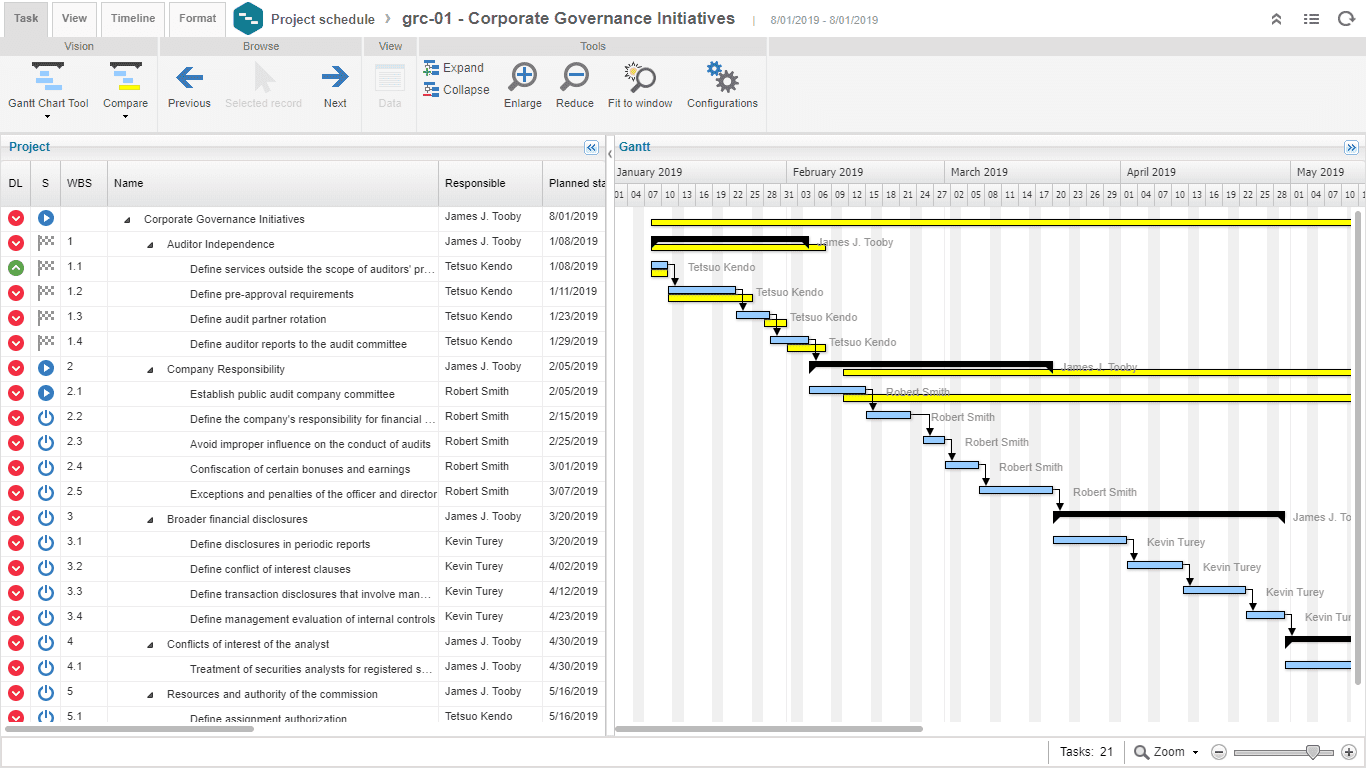 Task View Timeline Format Project schedule › grc-01 - Corporate Governance Initiatives | 8/01/2019 - 8/01/2019
Vision Browse View Tools
Gantt Chart Tool Compare Previous Selected record Next Data Expand Collapse Enlarge Reduce Fit to window Configurations
Project Gantt
DL S WBS Name Responsible Planned sta
January 2019 February 2019 March 2019 April 2019 May 2019
01 04 07 10 13 16 19 22 25 28 31 03 06 09 12 15 18 21 24 27 02 05 08 11 14 17 20 23 26 29 01 04 07 10 13 16 19 22 25 28 01 04 07 10
Corporate Governance Initiatives James J. Tooby 8/01/2019
1 Auditor Independence James J. Tooby 1/08/2019 James J. Tooby
1.1 Define services outside the scope of auditors' pr... Tetsuo Kendo 1/08/2019 Tetsuo Kendo
1.2 Define pre-approval requirements Tetsuo Kendo 1/11/2019 Tetsuo Kendo
1.3 Define audit partner rotation Tetsuo Kendo 1/23/2019 Tetsuo Kendo
1.4 Define auditor reports to the audit committee Tetsuo Kendo 1/29/2019 Tetsuo Kendo
2 Company Responsibility James J. Tooby 2/05/2019 James J. Tooby
2.1 Establish public audit company committee Robert Smith 2/05/2019 Robert Smith
2.2 Define the company's responsibility for financial ... Robert Smith 2/15/2019 Robert Smith
2.3 Avoid improper influence on the conduct of audits Robert Smith 2/25/2019 Robert Smith
2.4 Confiscation of certain bonuses and earnings Robert Smith 3/01/2019 Robert Smith
2.5 Exceptions and penalties of the officer and director Robert Smith 3/07/2019 Robert Smith
3 Broader financial disclosures James J. Tooby 3/20/2019 James J. To
3.1 Define disclosures in periodic reports Kevin Turey 3/20/2019 Kevin Turey
3.2 Define conflict of interest clauses Kevin Turey 4/02/2019 Kevin Turey
3.3 Define transaction disclosures that involve man... Kevin Turey 4/12/2019 Kevin Turey
3.4 Define management evaluation of internal controls Kevin Turey 4/23/2019 Kevin Tur
4 Conflicts of interest of the analyst James J. Tooby 4/30/2019
4.1 Treatment of securities analysts for registered s... James J. Tooby 4/30/2019
5 Resources and authority of the commission James J. Tooby 5/16/2019
5.1 Define assignment authorization Tetsuo Kendo 5/16/2019
Tasks: 21 Zoom